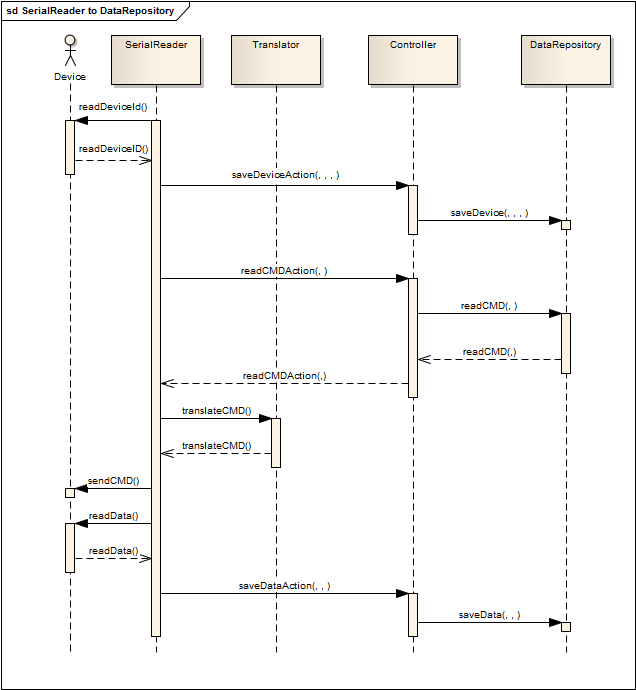 sd SerialReader to DataRepository
SerialReader
Translator
Controller
DataRepository
Device
readDeviceId()
readDeviceID()
saveDeviceAction(, , , )
saveDevice(, , , )
readCMDAction(, )
readCMD(, )
readCMD(,)
readCMDAction(,)
translateCMD()
translateCMD()
sendCMD()
readData()
readData()
saveDataAction(, , )
saveData(, , )